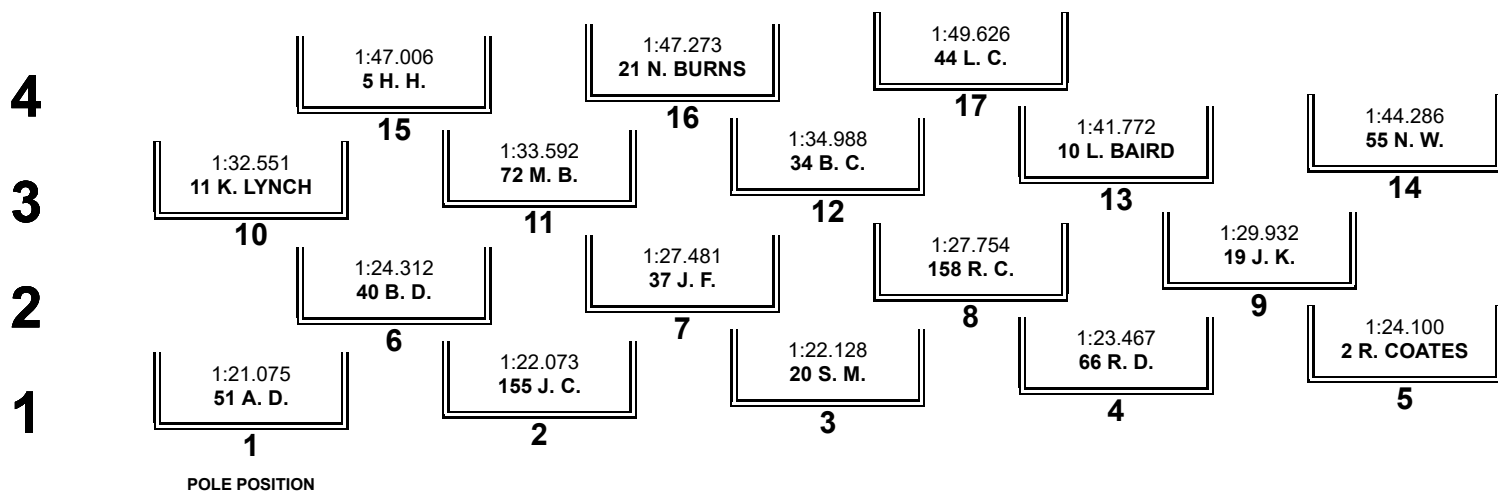 4
1:47.006
5 H. H.
15
1:47.273
21 N. BURNS
16
1:49.626
44 L. C.
17
3
1:32.551
11 K. LYNCH
10
1:33.592
72 M. B.
11
1:34.988
34 B. C.
12
1:41.772
10 L. BAIRD
13
1:44.286
55 N. W.
14
2
1:24.312
40 B. D.
6
1:27.481
37 J. F.
7
1:27.754
158 R. C.
8
1:29.932
19 J. K.
9
1
1:21.075
51 A. D.
1
1:22.073
155 J. C.
2
1:22.128
20 S. M.
3
1:23.467
66 R. D.
4
1:24.100
2 R. COATES
5
POLE POSITION